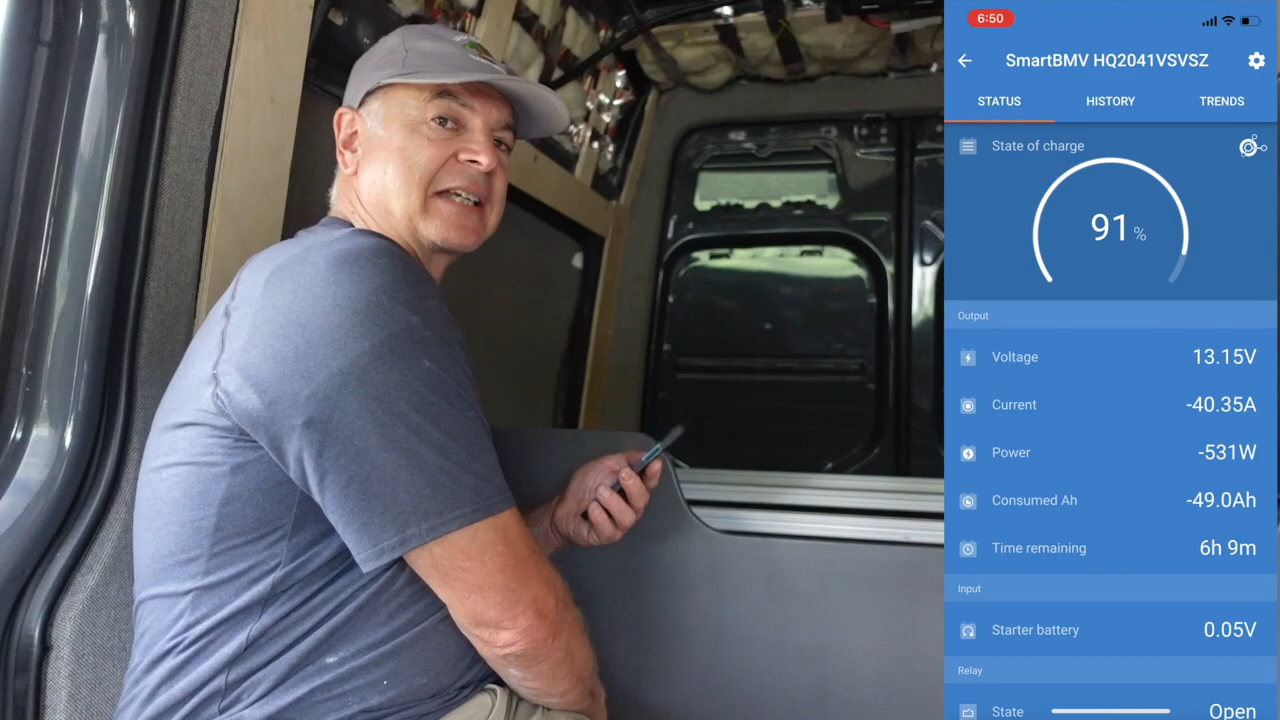 6:50
SmartBMV HQ2041VSVSZ
STATUS HISTORY TRENDS
State of charge
91 %
Output
Voltage 13.15V
Current -40.35A
Power -531W
Consumed Ah -49.0Ah
Time remaining 6h 9m
Input
Starter battery 0.05V
Relay
State Open